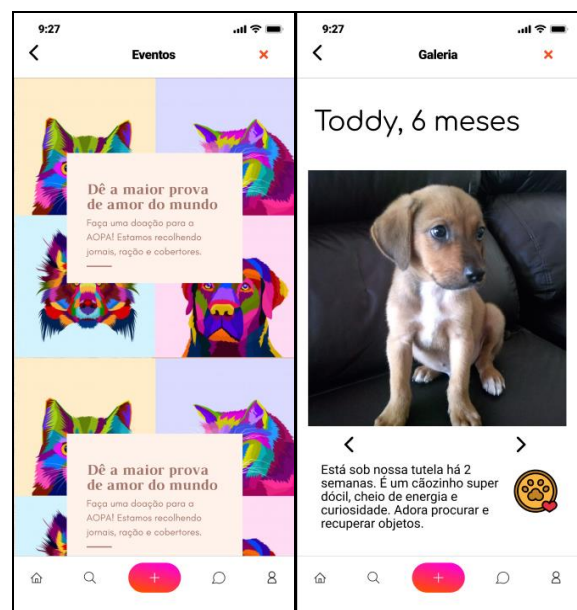 9:27
Eventos
Dê a maior prova
de amor do mundo
Faça uma doação para a
AOPA! Estamos recolhendo
jornais, ração e cobertores.
Dê a maior prova
de amor do mundo
Faça uma doação para a
AOPA! Estamos recolhendo
jornais, ração e cobertores.
9:27
Galeria
Toddy, 6 meses
Está sob nossa tutela há 2
semanas. É um cãozinho super
dócil, cheio de energia e
curiosidade. Adora procurar e
recuperar objetos.